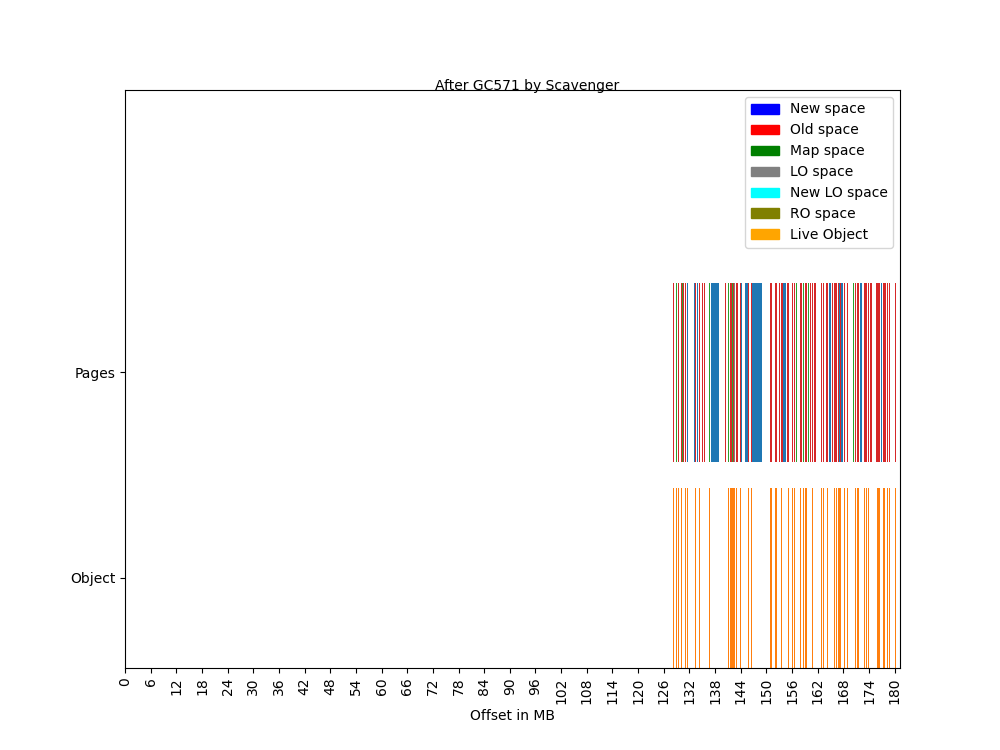 After GC571 by Scavenger
New space
Old space
Map space
LO space
New LO space
RO space
Live Object
Pages
Object
0 6 12 18 24 30 36 42 48 54 60 66 72 78 84 90 96 102 108 114 120 126 132 138 144 150 156 162 168 174 180
Offset in MB